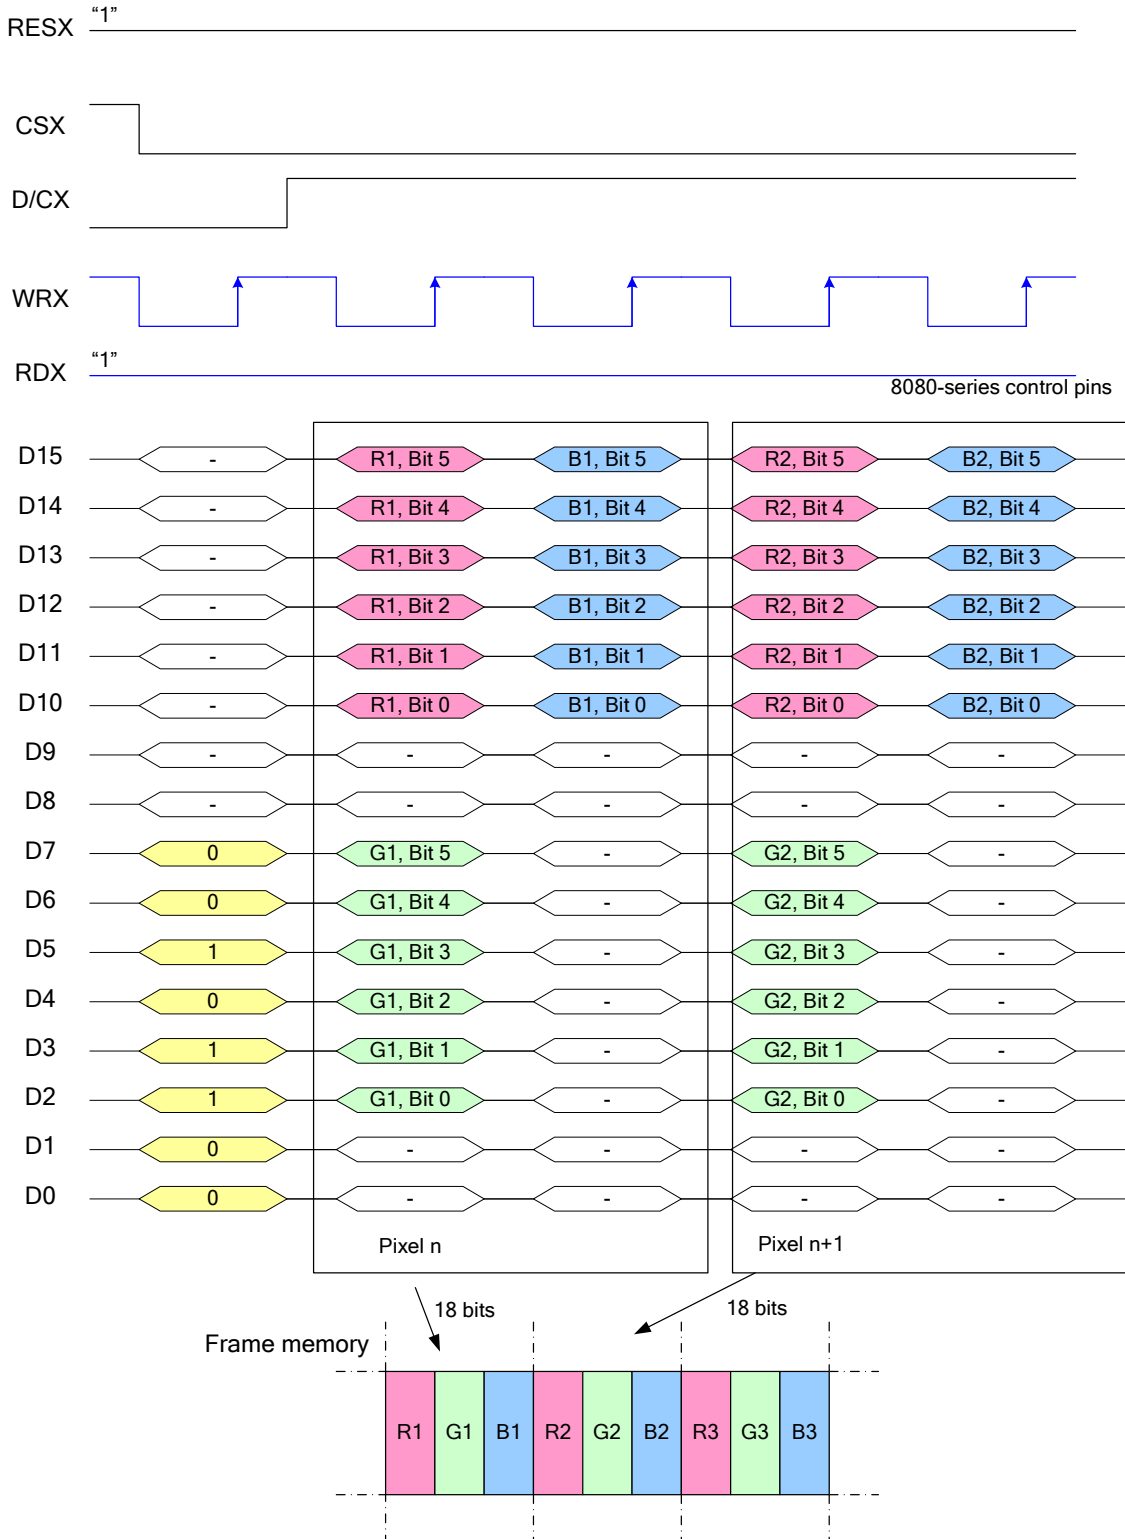 RESX “1”
CSX
D/CX
WRX
RDX “1”
8080-series control pins
D15 - R1, Bit 5 B1, Bit 5 R2, Bit 5 B2, Bit 5
D14 - R1, Bit 4 B1, Bit 4 R2, Bit 4 B2, Bit 4
D13 - R1, Bit 3 B1, Bit 3 R2, Bit 3 B2, Bit 3
D12 - R1, Bit 2 B1, Bit 2 R2, Bit 2 B2, Bit 2
D11 - R1, Bit 1 B1, Bit 1 R2, Bit 1 B2, Bit 1
D10 - R1, Bit 0 B1, Bit 0 R2, Bit 0 B2, Bit 0
D9 - - - - -
D8 - - - - -
D7 0 G1, Bit 5 - G2, Bit 5 -
D6 0 G1, Bit 4 - G2, Bit 4 -
D5 1 G1, Bit 3 - G2, Bit 3 -
D4 0 G1, Bit 2 - G2, Bit 2 -
D3 1 G1, Bit 1 - G2, Bit 1 -
D2 1 G1, Bit 0 - G2, Bit 0 -
D1 0 - - - -
D0 0 - - - -
Pixel n Pixel n+1
18 bits 18 bits
Frame memory
R1 G1 B1 R2 G2 B2 R3 G3 B3